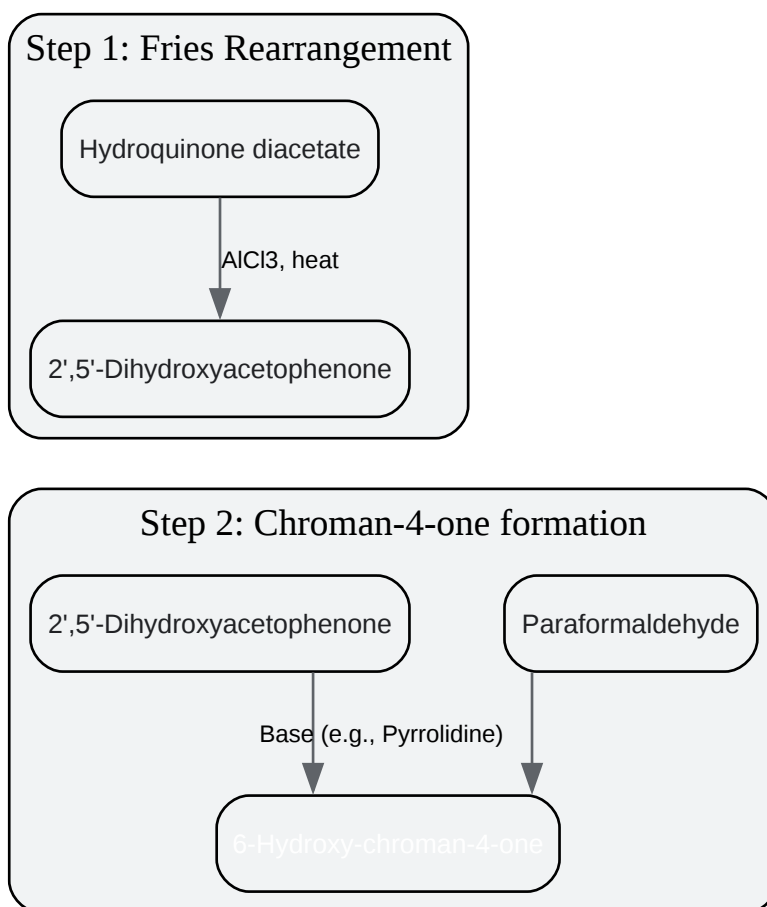 Step 1: Fries Rearrangement
Hydroquinone diacetate
AlCl3, heat
2',5'-Dihydroxyacetophenone
Step 2: Chroman-4-one formation
2',5'-Dihydroxyacetophenone
Paraformaldehyde
Base (e.g., Pyrrolidine)
6-Hydroxy-chroman-4-one